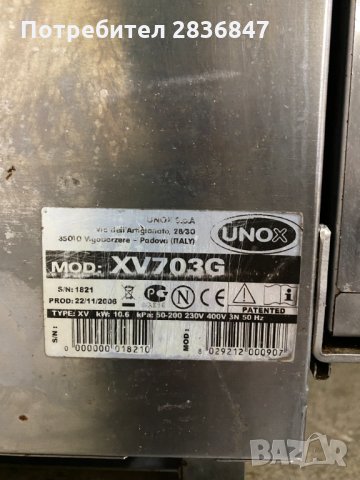 Потребител 2836847
UNOX S.p.A
Via dell'Artigianato, 28/30
35010 Vigodarzere - Padova (ITALY)
UNOX
MOD: XV703G
S/N: 1821
PROD: 22/11/2006
PATENTED
TYPE: XV kW: 10.6 kPa: 50-200 230V 400V 3N 50 Hz
S/N:
0 000000 018210
MOD:
8 029212 000907
BAZAR